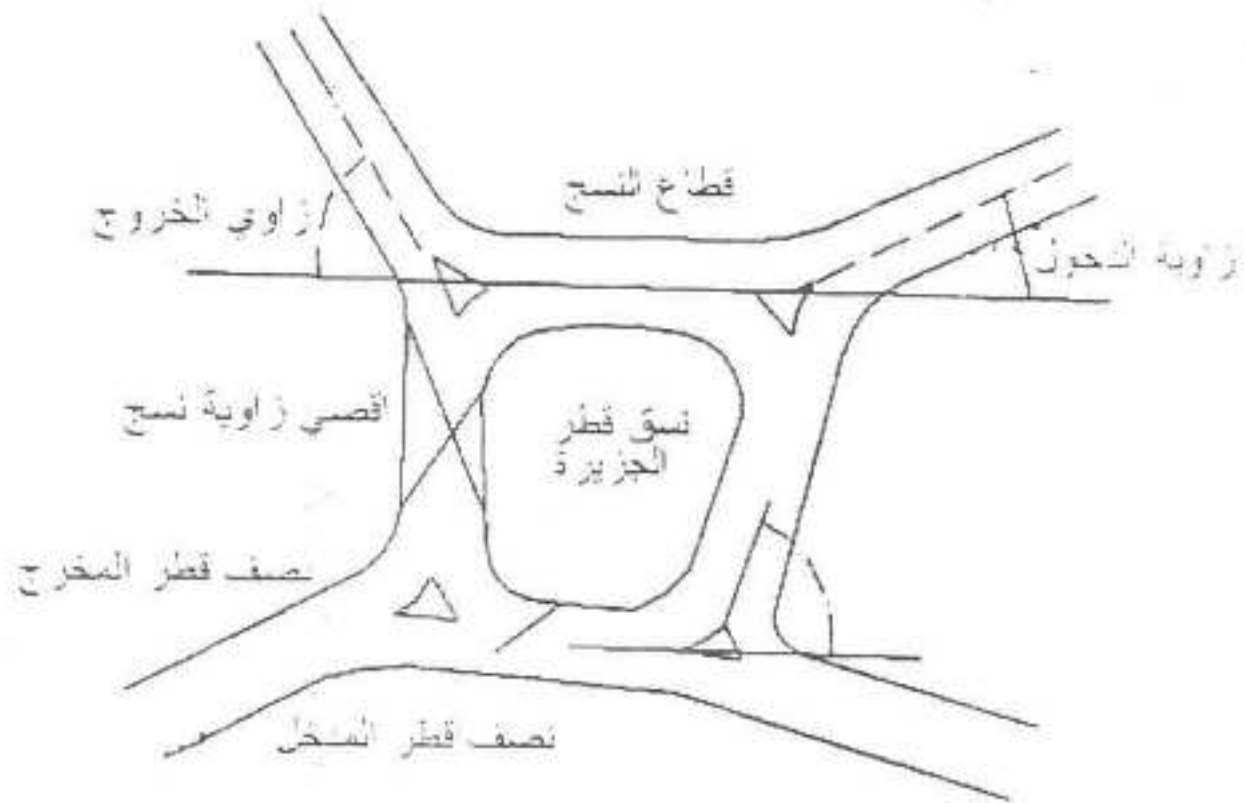 قطاع النسج
زاوي الخروج
زاوية الدخول
اقصي زاوية نسج
نسق قطر
الجزيرة
نصف قطر المخرج
نصف قطر المدخل